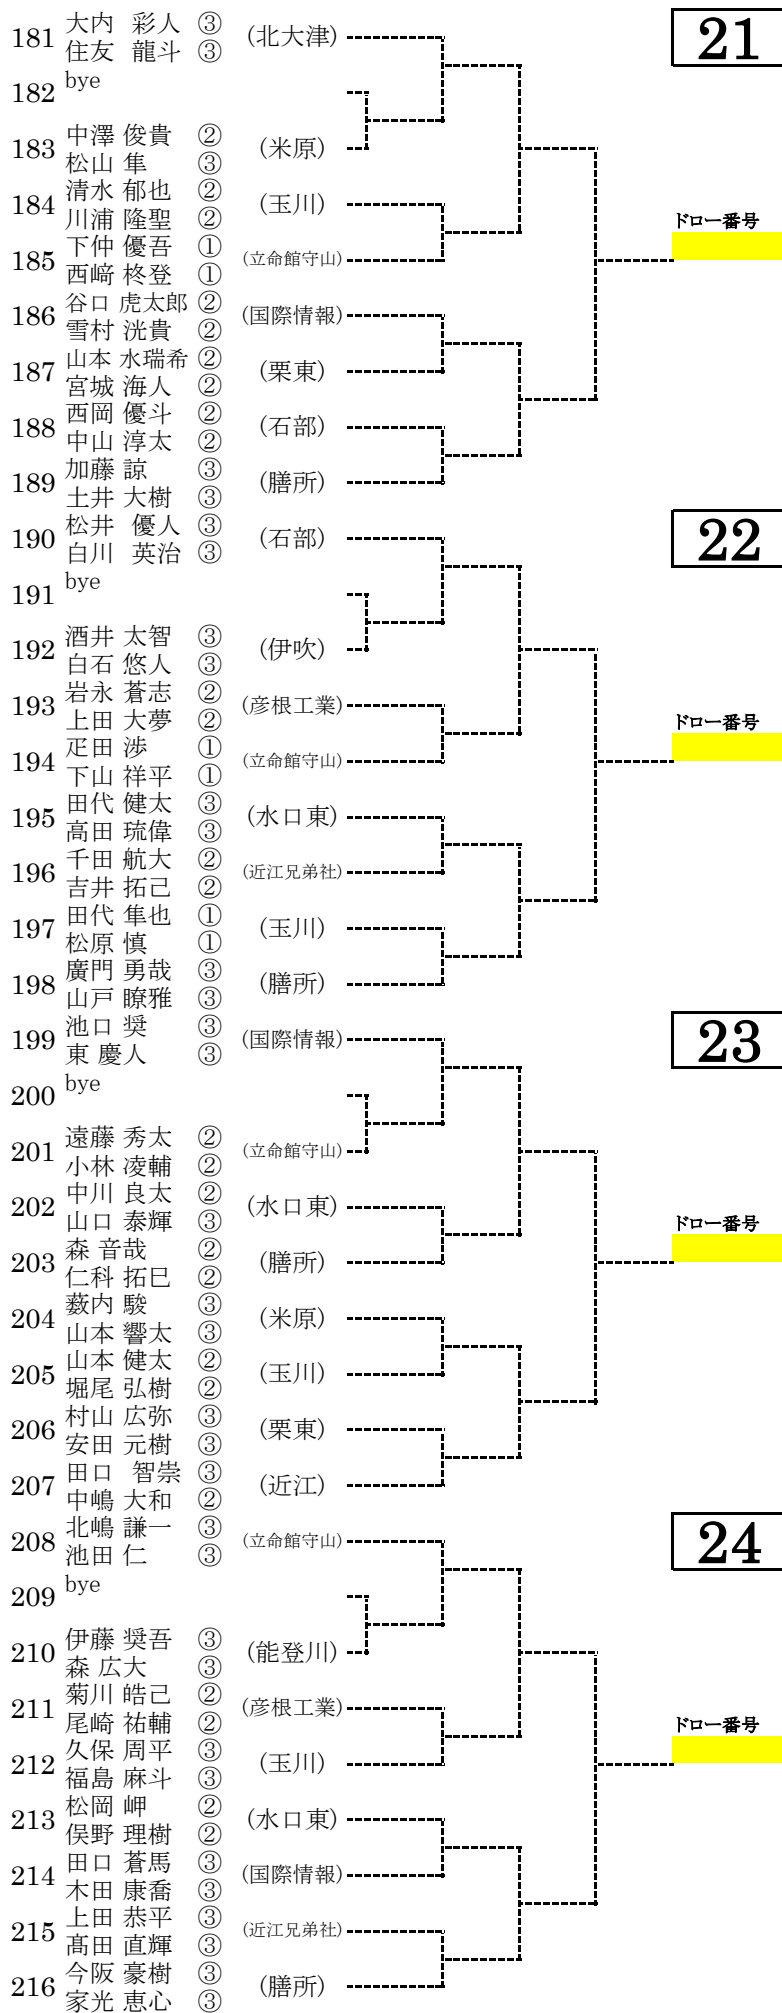 大内　彩人　③
181　(北大津)　21
住友　龍斗　③
bye
182
中澤 俊貴　②
183　(米原)
松山 隼　③
清水 郁也　②
184　(玉川)　ドロー番号
川浦 隆聖　②
下仲 優吾　①
185　(立命館守山)
西﨑 柊登　①
谷口 虎太郎 ②
186　(国際情報)
雪村 洸貴　②
山本 水瑞希 ②
187　(栗東)
宮城 海人　②
西岡 優斗　②
188　(石部)
中山 淳太　②
加藤 諒　③
189　(膳所)
土井 大樹　③
松井　優人　③
190　(石部)　22
白川　英治　③
bye
191
酒井 太智　③
192　(伊吹)
白石 悠人　③
岩永 蒼志　②
193　(彦根工業)　ドロー番号
上田 大夢　②
疋田 渉　①
194　(立命館守山)
下山 祥平　①
田代 健太　③
195　(水口東)
高田 琉偉　③
千田 航大　②
196　(近江兄弟社)
吉井 拓己　②
田代 隼也　①
197　(玉川)
松原 慎　①
廣門 勇哉　③
198　(膳所)
山戸 瞭雅　③
池口 奨　③
199　(国際情報)　23
東 慶人　③
bye
200
遠藤 秀太　②
201　(立命館守山)
小林 凌輔　②
中川 良太　②
202　(水口東)　ドロー番号
山口 泰輝　③
森 音哉　②
203　(膳所)
仁科 拓巳　②
藪内 駿　③
204　(米原)
山本 響太　③
山本 健太　②
205　(玉川)
堀尾 弘樹　②
村山 広弥　③
206　(栗東)
安田 元樹　③
田口　智崇　③
207　(近江)
中嶋 大和　②
北嶋 謙一　③
208　(立命館守山)　24
池田 仁　③
bye
209
伊藤 奨吾　③
210　(能登川)
森 広大　③
菊川 皓己　②
211　(彦根工業)　ドロー番号
尾崎 祐輔　②
久保 周平　③
212　(玉川)
福島 麻斗　③
松岡 岬　②
213　(水口東)
俣野 理樹　②
田口 蒼馬　③
214　(国際情報)
木田 康喬　③
上田 恭平　③
215　(近江兄弟社)
髙田 直輝　③
今阪 豪樹　③
216　(膳所)
家光 恵心　③